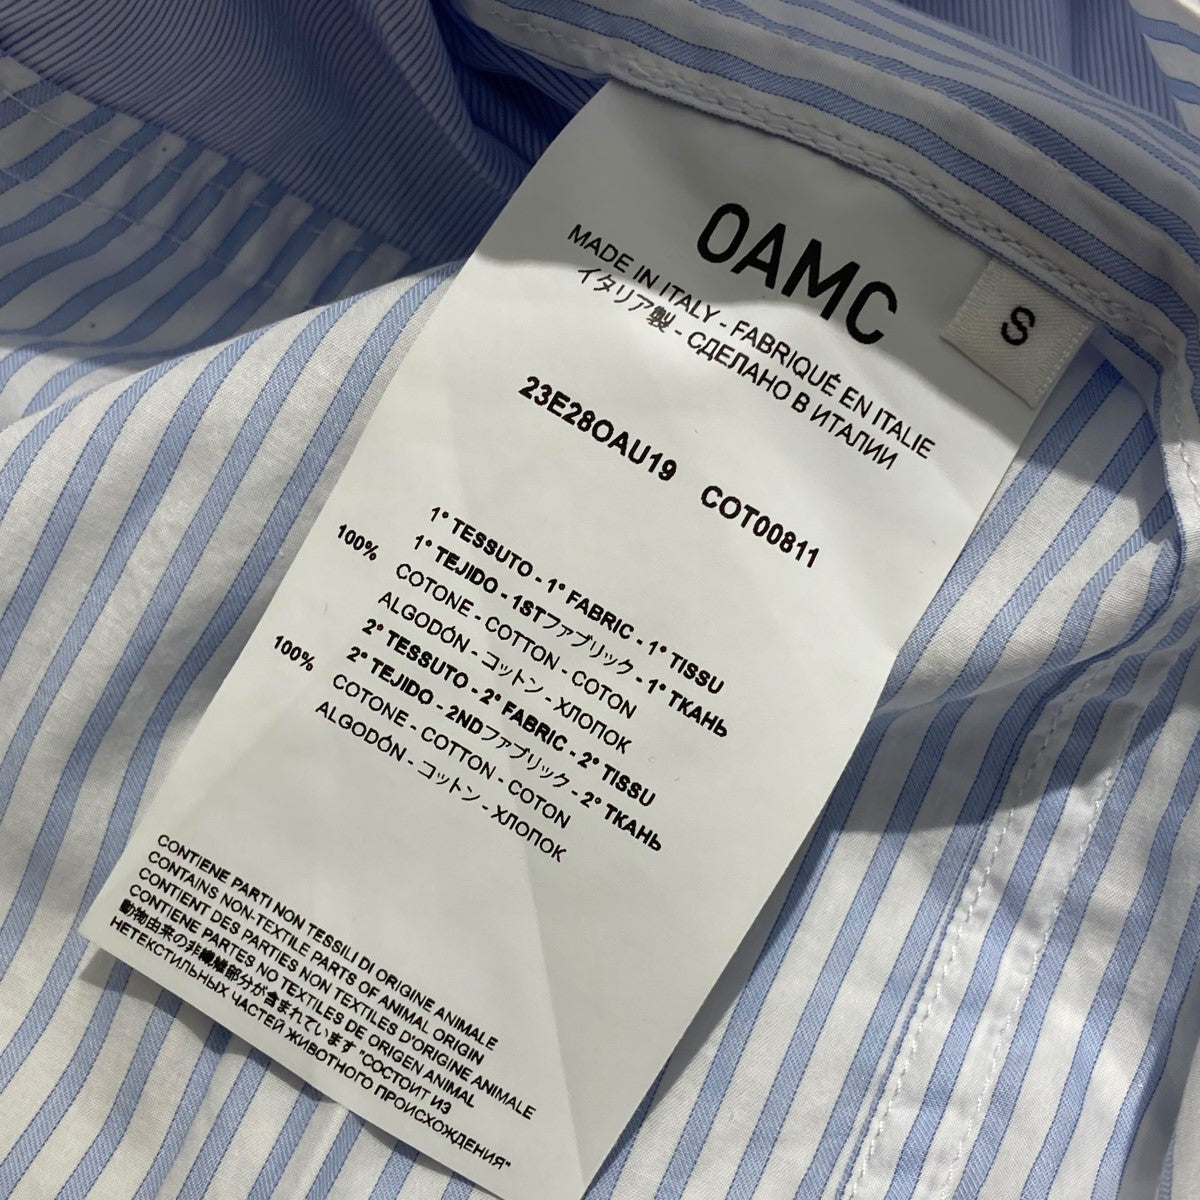 OAMC
S
MADE IN ITALY - FABRIQUÉ EN ITALIE
イタリア製 - СДЕЛАНО В ИТАЛИИ
23E28OAU19 COT00811
1° TESSUTO - 1° FABRIC - 1° TISSU
1° TEJIDO - 1STファブリック - 1° ТКАНЬ
100% COTONE - COTTON - COTON
ALGODÓN - コットン - ХЛОПОК
2° TESSUTO - 2° FABRIC - 2° TISSU
2° TEJIDO - 2NDファブリック - 2° ТКАНЬ
100% COTONE - COTTON - COTON
ALGODÓN - コットン - ХЛОПОК
CONTIENE PARTI NON TESSILI DI ORIGINE ANIMALE
CONTAINS NON-TEXTILE PARTS OF ANIMAL ORIGIN
CONTIENT DES PARTIES NON TEXTILES D'ORIGINE ANIMALE
CONTIENE PARTES NO TEXTILES DE ORIGEN ANIMAL
動物由来の非繊維部分が含まれています "СОСТОИТ ИЗ
НЕТЕКСТИЛЬНЫХ ЧАСТЕЙ ЖИВОТНОГО ПРОИСХОЖДЕНИЯ"